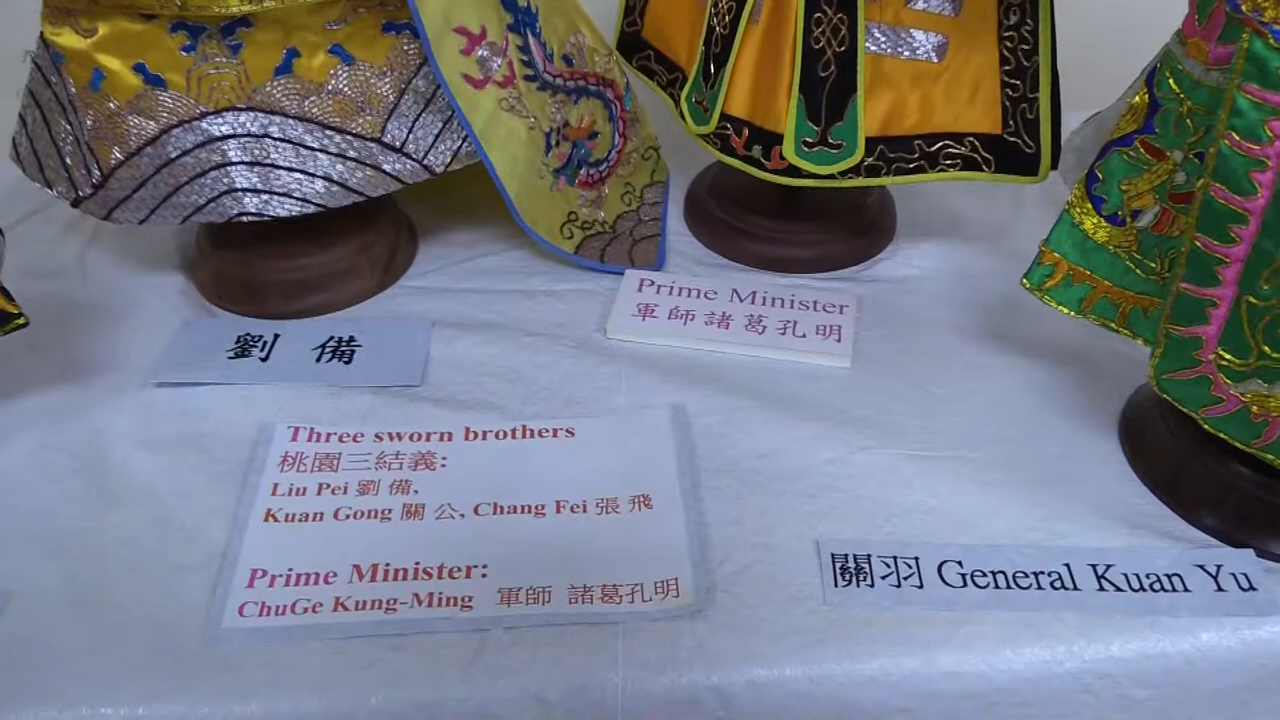 劉 備
Prime Minister
軍師諸葛孔明
Three sworn brothers
桃園三結義:
Liu Pei 劉 備,
Kuan Gong 關 公, Chang Fei 張 飛
Prime Minister:
ChuGe Kung-Ming 軍師 諸葛孔明
關羽 General Kuan Yu